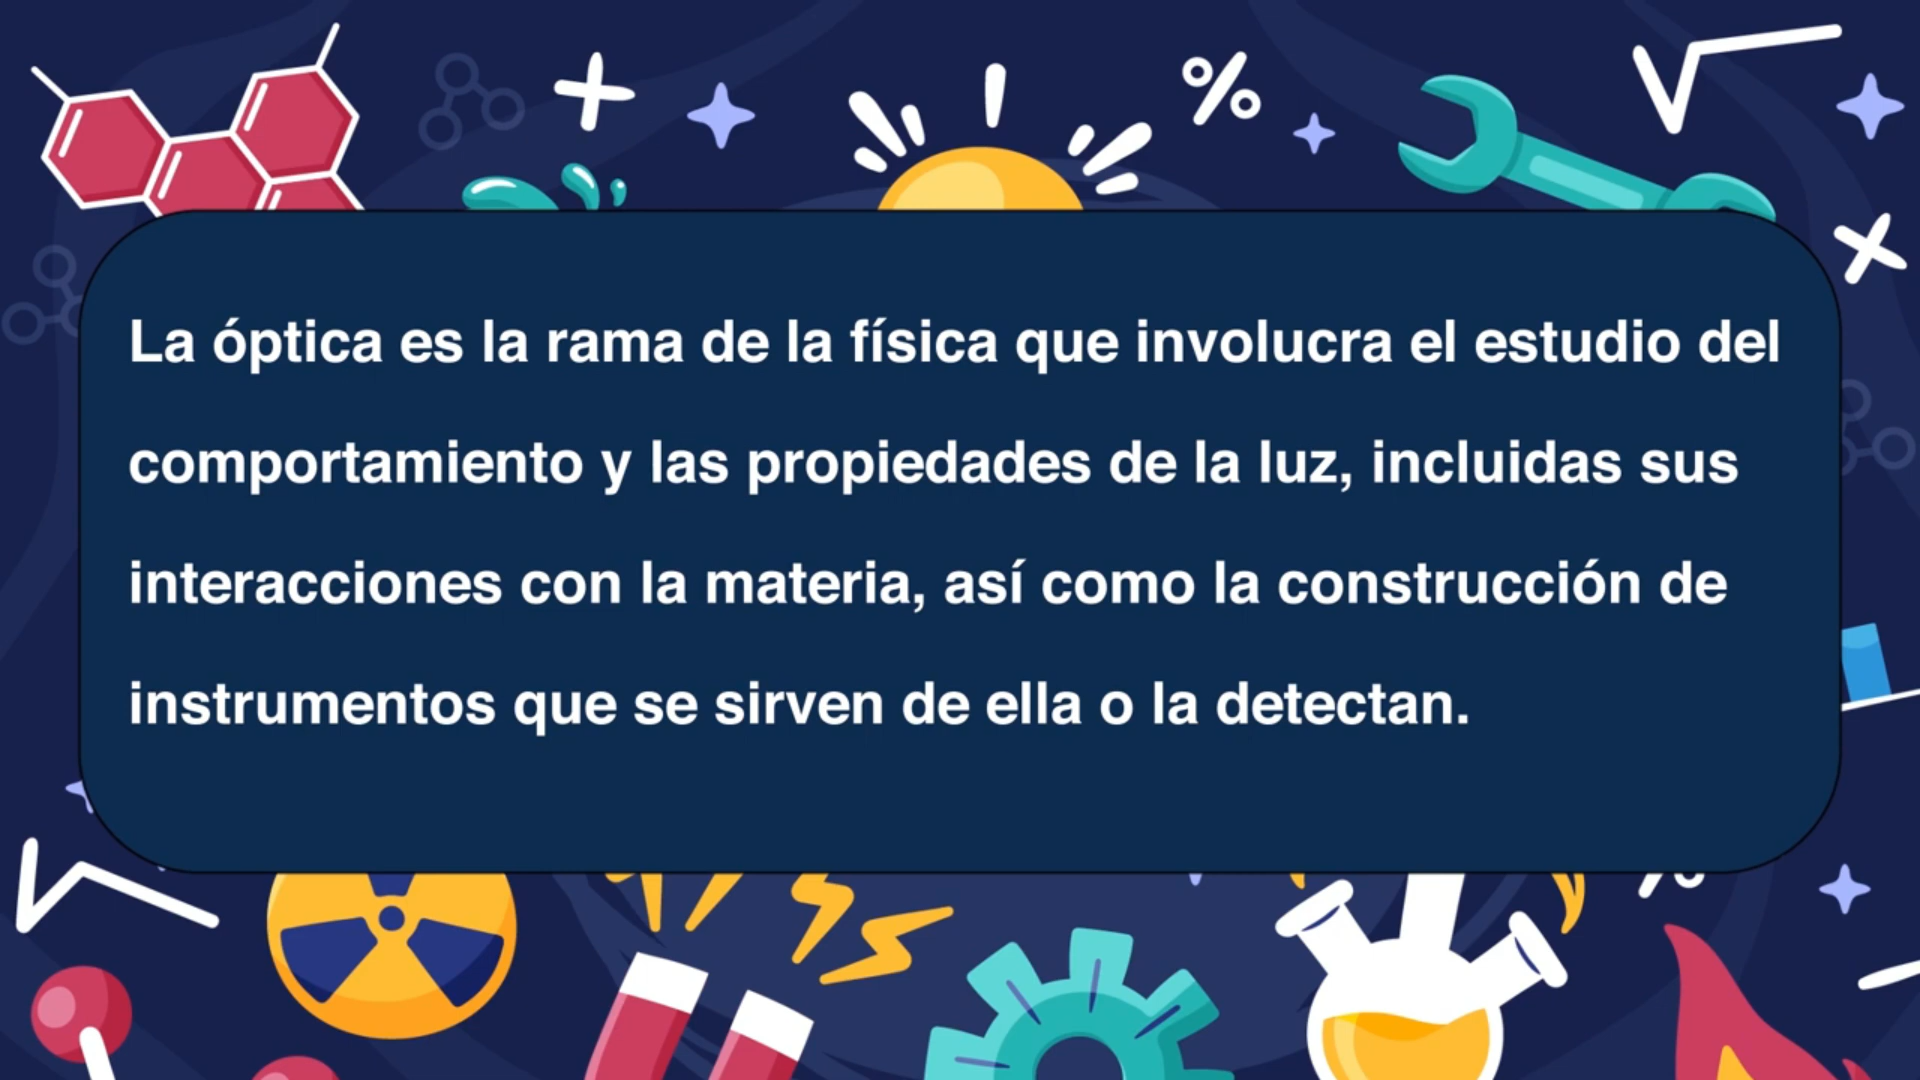 La óptica es la rama de la física que involucra el estudio del
comportamiento y las propiedades de la luz, incluidas sus
interacciones con la materia, así como la construcción de
instrumentos que se sirven de ella o la detectan.